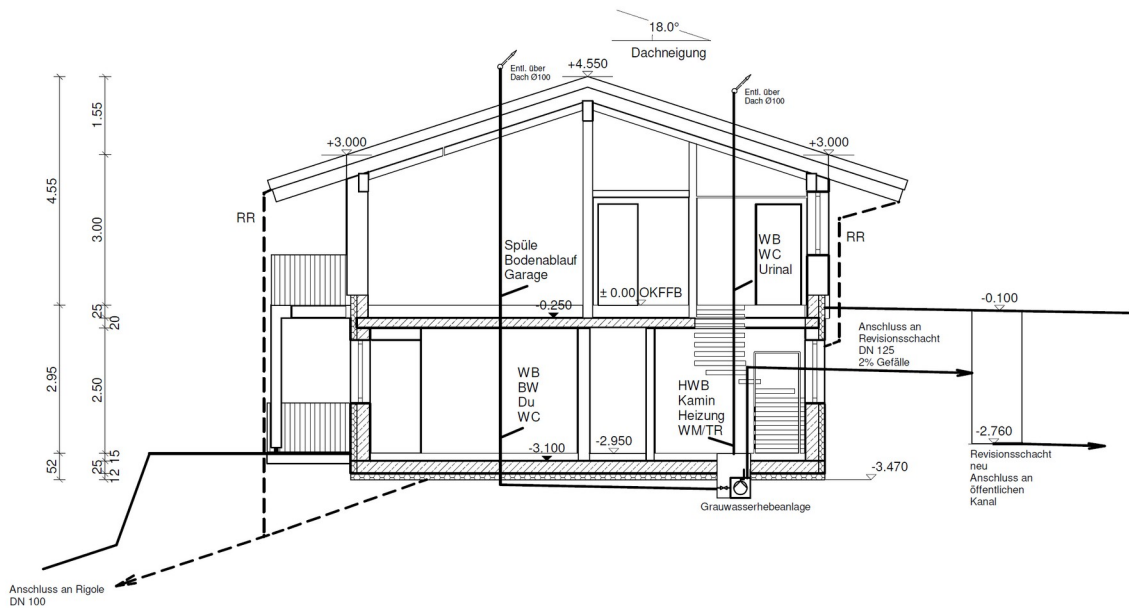 18.0°
Dachneigung
+4.550
Entl. über
Dach Ø100
Entl. über
Dach Ø100
1.55
+3.000
+3.000
4.55
3.00
RR
RR
Spüle
Bodenablauf
Garage
WB
WC
Urinal
± 0.00 OKFFB
-0.250
-0.100
25
20
Anschluss an
Revisionsschacht
DN 125
2% Gefälle
2.95
2.50
WB
BW
Du
WC
HWB
Kamin
Heizung
WM/TR
-3.100
-2.950
-2.760
52
25
15
12
-3.470
Revisionsschacht
neu
Anschluss an
öffentlichen
Kanal
Grauwasserhebeanlage
Anschluss an Rigole
DN 100